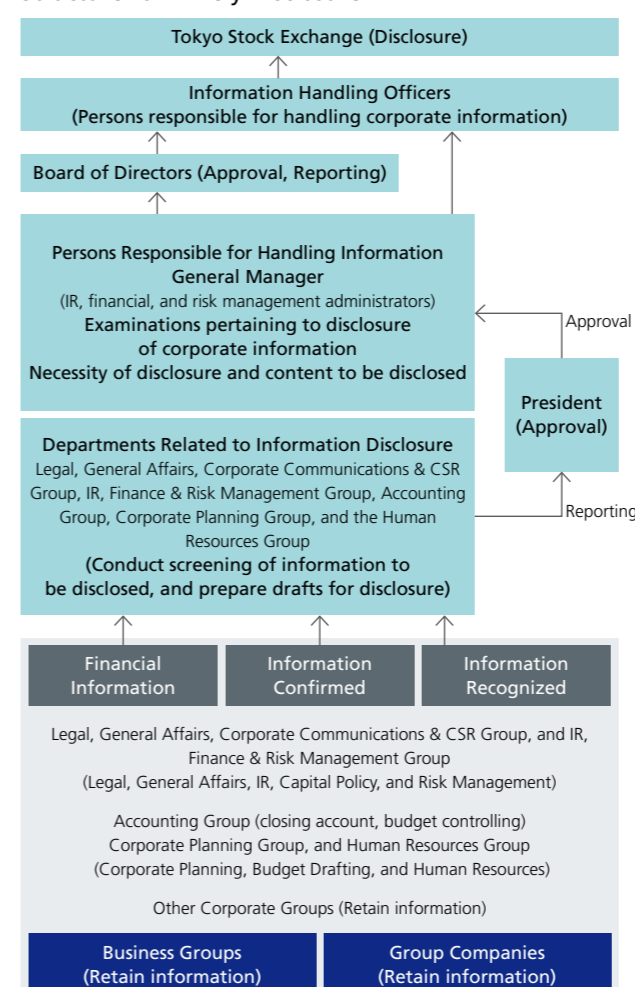 Tokyo Stock Exchange (Disclosure)
Information Handling Officers
(Persons responsible for handling corporate information)
Board of Directors (Approval, Reporting)
Persons Responsible for Handling Information
General Manager
(IR, financial, and risk management administrators)
Examinations pertaining to disclosure
of corporate information
Necessity of disclosure and content to be disclosed
Approval
President
(Approval)
Reporting
Departments Related to Information Disclosure
Legal, General Affairs, Corporate Communications & CSR
Group, IR, Finance & Risk Management Group, Accounting
Group, Corporate Planning Group, and the Human
Resources Group
(Conduct screening of information to
be disclosed, and prepare drafts for disclosure)
Financial
Information
Information
Confirmed
Information
Recognized
Legal, General Affairs, Corporate Communications & CSR Group, and IR,
Finance & Risk Management Group
(Legal, General Affairs, IR, Capital Policy, and Risk Management)
Accounting Group (closing account, budget controlling)
Corporate Planning Group, and Human Resources Group
(Corporate Planning, Budget Drafting, and Human Resources)
Other Corporate Groups (Retain information)
Business Groups
(Retain information)
Group Companies
(Retain information)